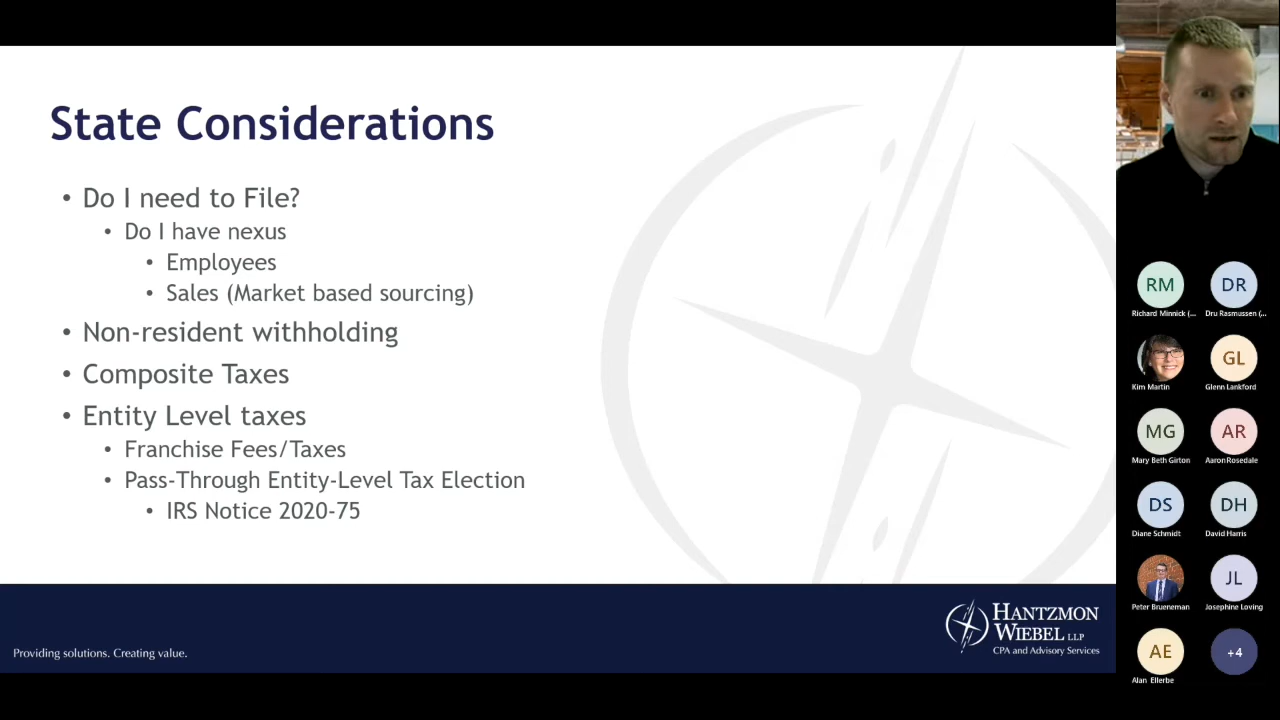 State Considerations
• Do I need to File?
• Do I have nexus
• Employees
• Sales (Market based sourcing)
• Non-resident withholding
• Composite Taxes
• Entity Level taxes
• Franchise Fees/Taxes
• Pass-Through Entity-Level Tax Election
• IRS Notice 2020-75
Providing solutions. Creating value.
HANTZMON
WIEBEL LLP
CPA and Advisory Services
RM
DR
Richard Minnick (...
Dru Rasmussen (...
GL
Kim Martin
Glenn Lankford
MG
AR
Mary Beth Girton
Aaron Rosedale
DS
DH
Diane Schmidt
David Harris
JL
Peter Brueneman
Josephine Loving
AE
+4
Alan Ellerbe